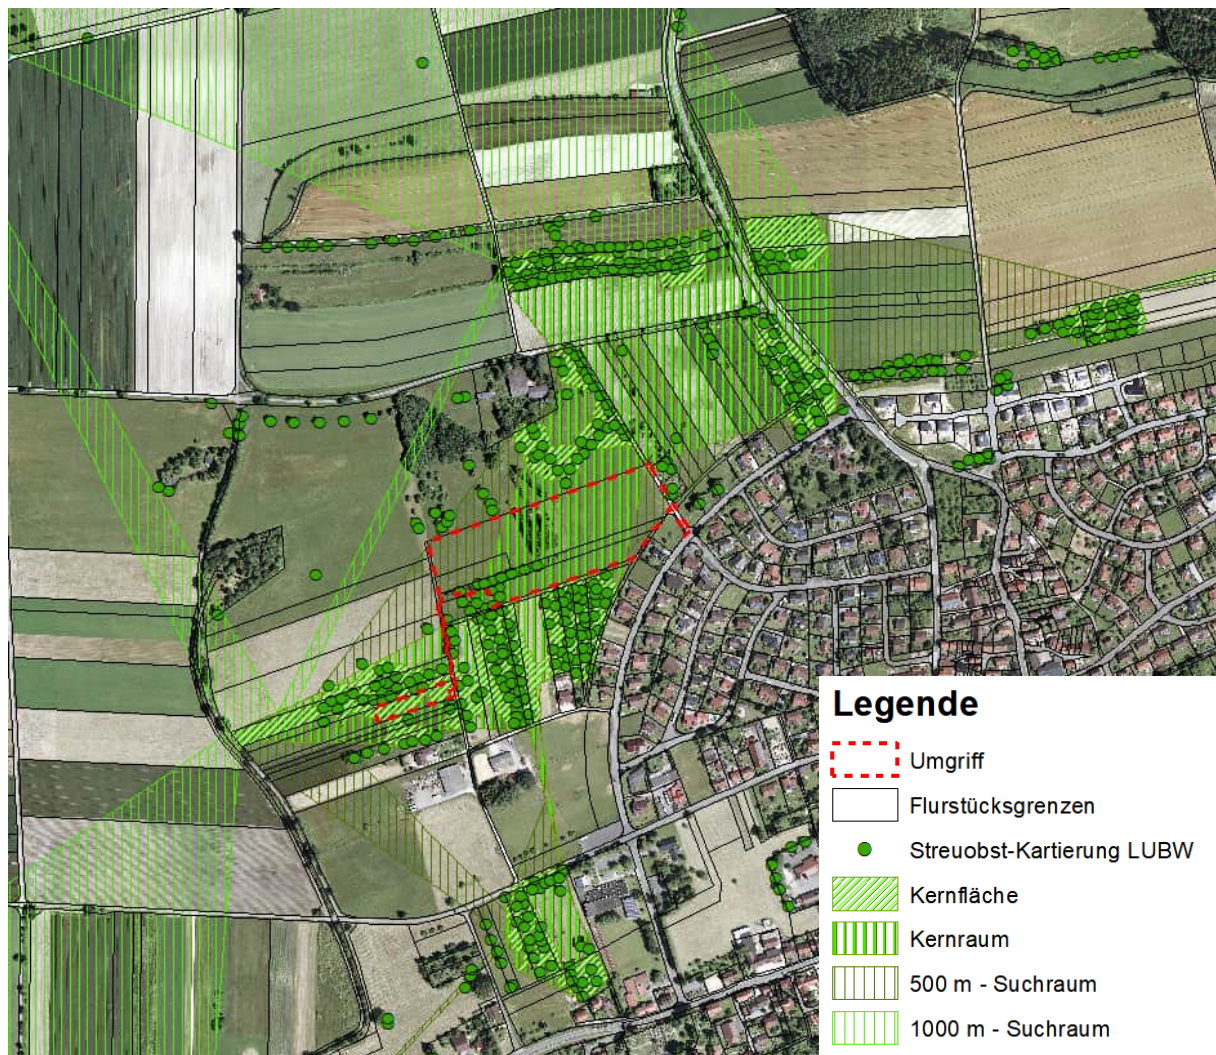 Legende
Umgriff
Flurstücksgrenzen
Streuobst-Kartierung LUBW
Kernfläche
Kernraum
500 m - Suchraum
1000 m - Suchraum